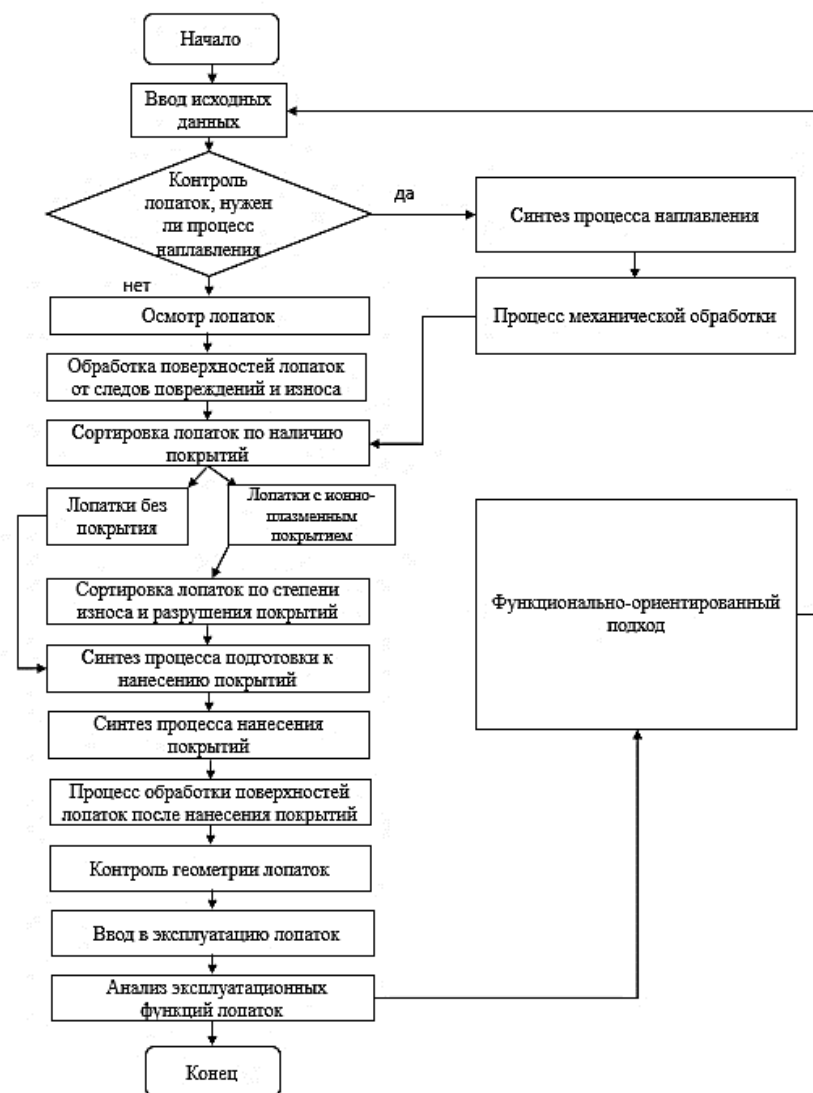 Начало
Ввод исходных
данных
Контроль
лопаток, нужен
ли процесс
наплавления
да
Синтез процесса наплавления
нет
Процесс механической обработки
Осмотр лопаток
Обработка поверхностей лопаток
от следов повреждений и износа
Сортировка лопаток по наличию
покрытий
Лопатки без
покрытия
Лопатки с ионно-
плазменным
покрытием
Сортировка лопаток по степени
износа и разрушения покрытий
Функционально-ориентированный
подход
Синтез процесса подготовки к
нанесению покрытий
Синтез процесса нанесения
покрытий
Процесс обработки поверхностей
лопаток после нанесения покрытий
Контроль геометрии лопаток
Ввод в эксплуатацию лопаток
Анализ эксплуатационных
функций лопаток
Конец